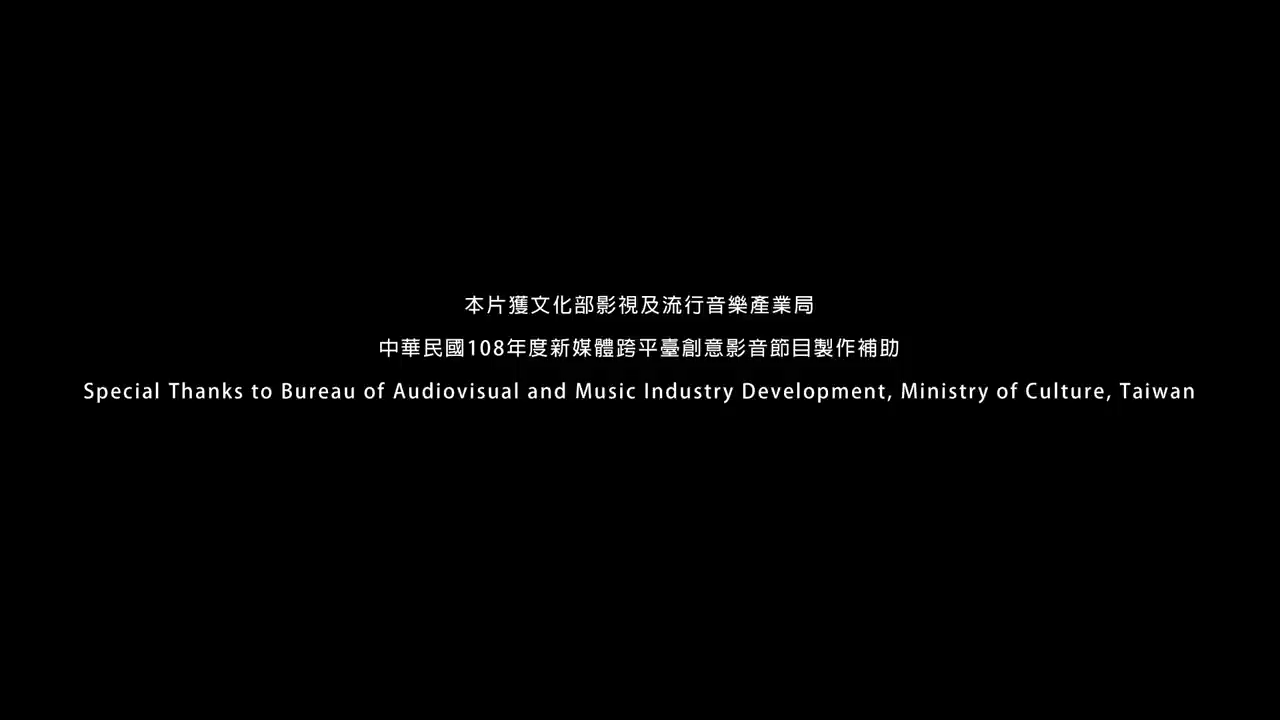 本片獲文化部影視及流行音樂產業局
中華民國108年度新媒體跨平臺創意影音節目製作補助
Special Thanks to Bureau of Audiovisual and Music Industry Development, Ministry of Culture, Taiwan